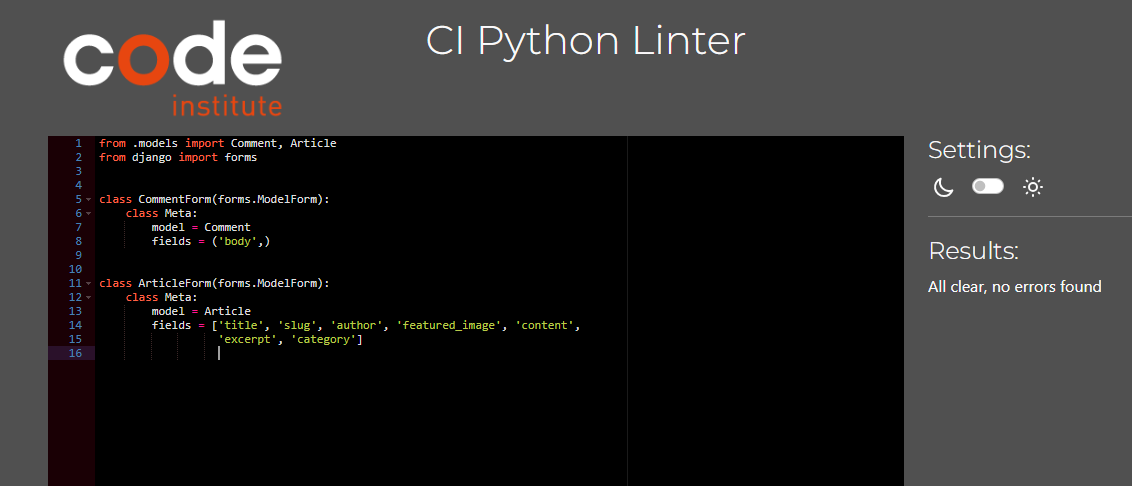 code
institute
CI Python Linter
1 from .models import Comment, Article
2 from django import forms
3
4
5 class CommentForm(forms.ModelForm):
6 class Meta:
7 model = Comment
8 fields = ('body',)
9
10
11 class ArticleForm(forms.ModelForm):
12 class Meta:
13 model = Article
14 fields = ['title', 'slug', 'author', 'featured_image', 'content',
15 'excerpt', 'category']
16
Settings:
Results:
All clear, no errors found